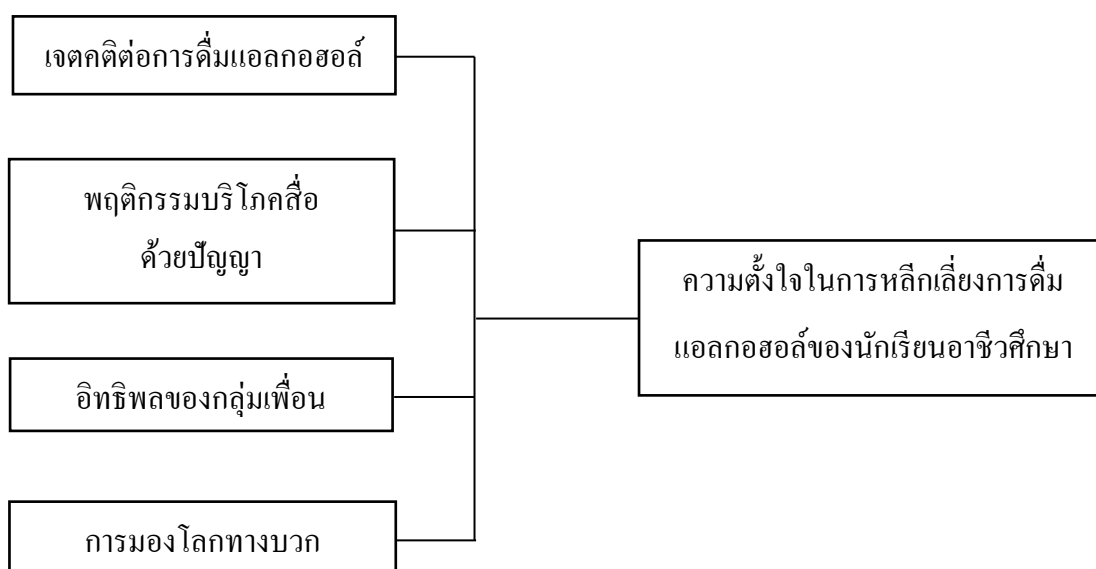 เจตคติต่อการดื่มแอลกอฮอล์
พฤติกรรมบริโภคสื่อ
ด้วยปัญญา
อิทธิพลของกลุ่มเพื่อน
การมองโลกทางบวก
ความตั้งใจในการหลีกเลี่ยงการดื่ม
แอลกอฮอล์ของนักเรียนอาชีวศึกษา